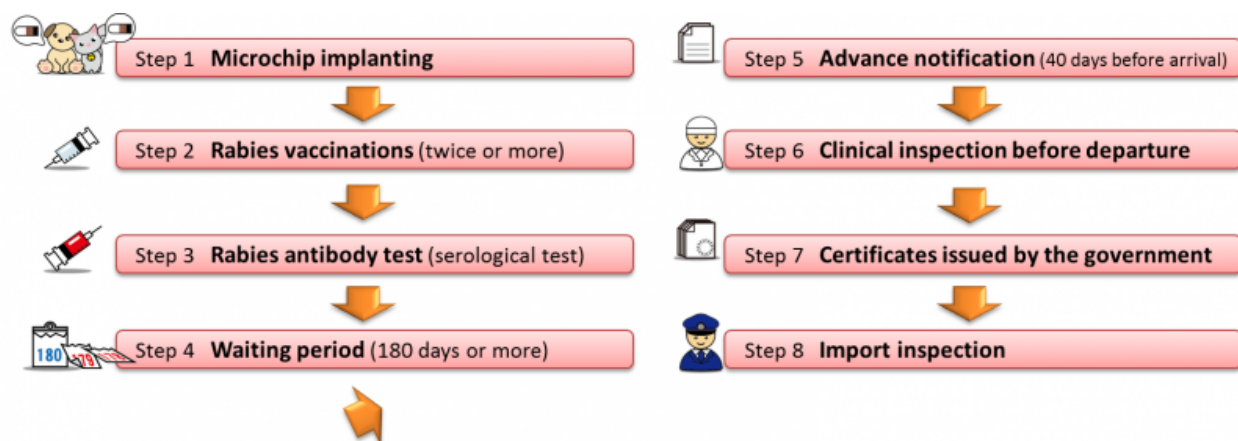 Step 1 Microchip implanting
Step 2 Rabies vaccinations (twice or more)
Step 3 Rabies antibody test (serological test)
180 179
Step 4 Waiting period (180 days or more)
Step 5 Advance notification (40 days before arrival)
Step 6 Clinical inspection before departure
Step 7 Certificates issued by the government
Step 8 Import inspection